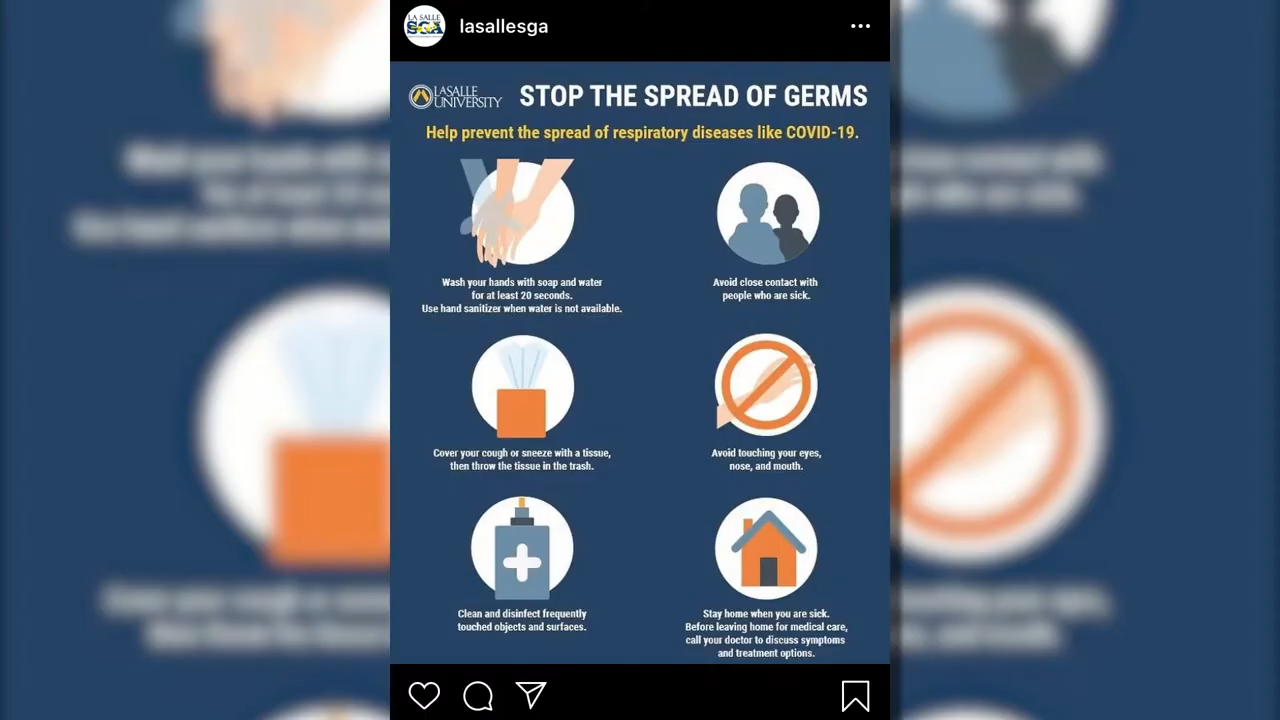 LA SALLE
SGA
lasallesga
LASALLE
UNIVERSITY
STOP THE SPREAD OF GERMS
Help prevent the spread of respiratory diseases like COVID-19.
Wash your hands with soap and water
for at least 20 seconds.
Use hand sanitizer when water is not available.
Avoid close contact with
people who are sick.
Cover your cough or sneeze with a tissue,
then throw the tissue in the trash.
Avoid touching your eyes,
nose, and mouth.
Clean and disinfect frequently
touched objects and surfaces.
Stay home when you are sick.
Before leaving home for medical care,
call your doctor to discuss symptoms
and treatment options.